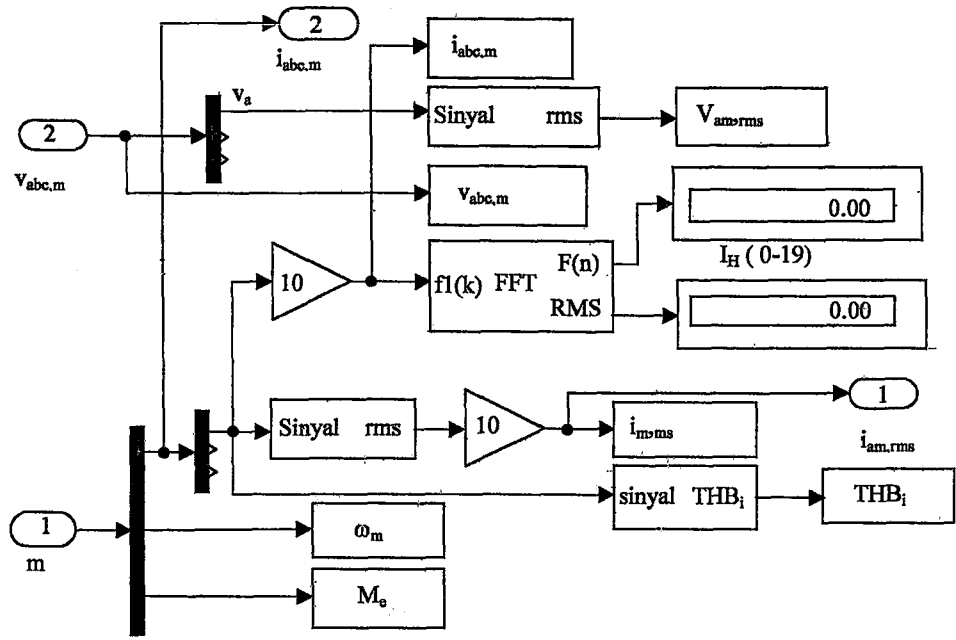 2
i_abc,m
i_abc,m
v_a
Sinyal rms
V_am,rms
2
v_abc,m
v_abc,m
0.00
I_H ( 0-19)
10
f1(k) FFT F(n)
RMS
0.00
Sinyal rms
10
1
i_m,ms
i_am,rms
sinyal THB_i
THB_i
1
m
ω_m
M_e